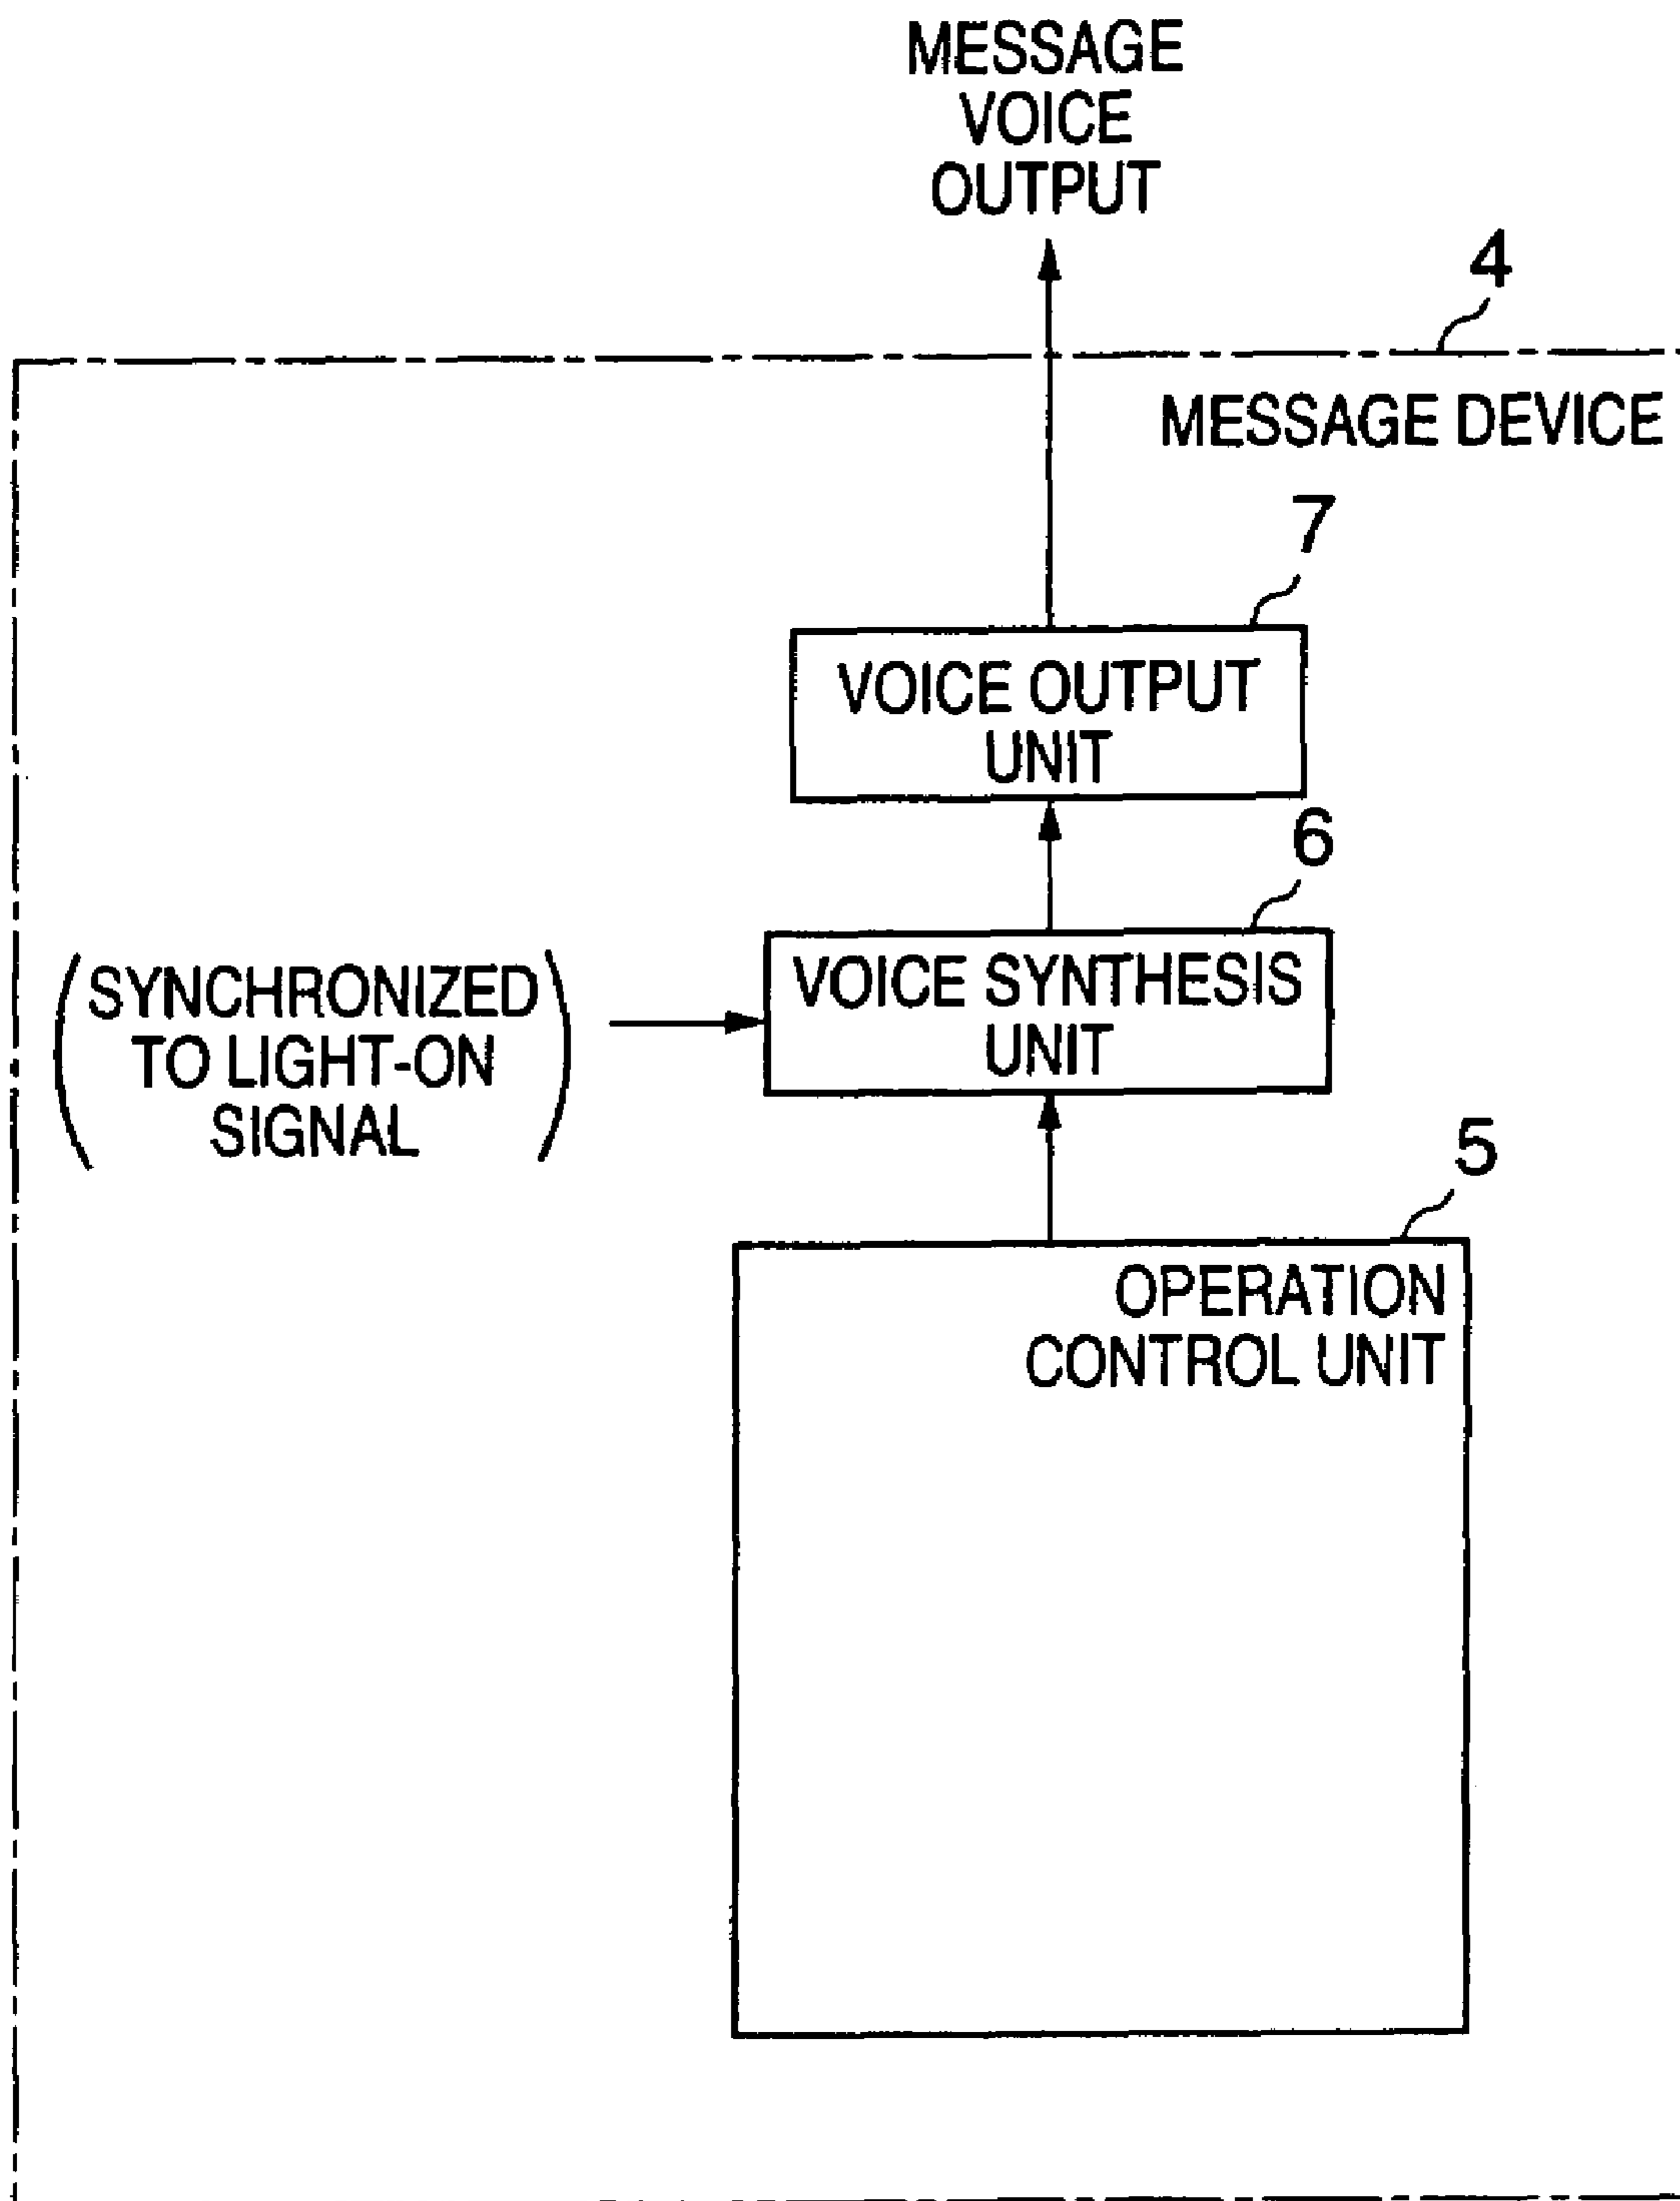 MESSAGE
VOICE
OUTPUT
4
MESSAGE DEVICE
7
VOICE OUTPUT
UNIT
6
VOICE SYNTHESIS
UNIT
(SYNCHRONIZED
TO LIGHT-ON
SIGNAL)
5
OPERATION
CONTROL UNIT